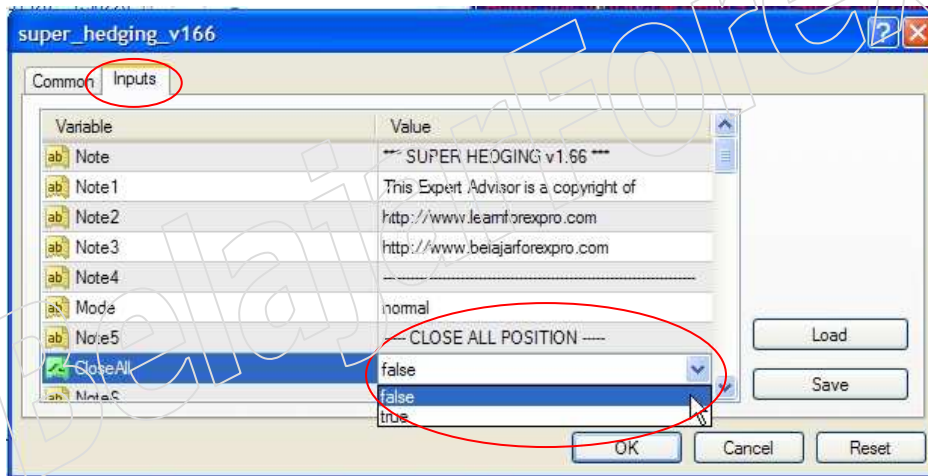 super_hedging_v166
Common Inputs
Variable Value
Note *** SUPER HEDGING v1.66 ***
Note1 This Expert Advisor is a copyright of
Note2 http://www.learnforexpro.com
Note3 http://www.belajarforexpro.com
Note4 ----------------------------------------------------------------
Mode normal
Note5 ---- CLOSE ALL POSITION -----
CloseAll false
false
true
Load
Save
OK Cancel Reset
BelajarForex